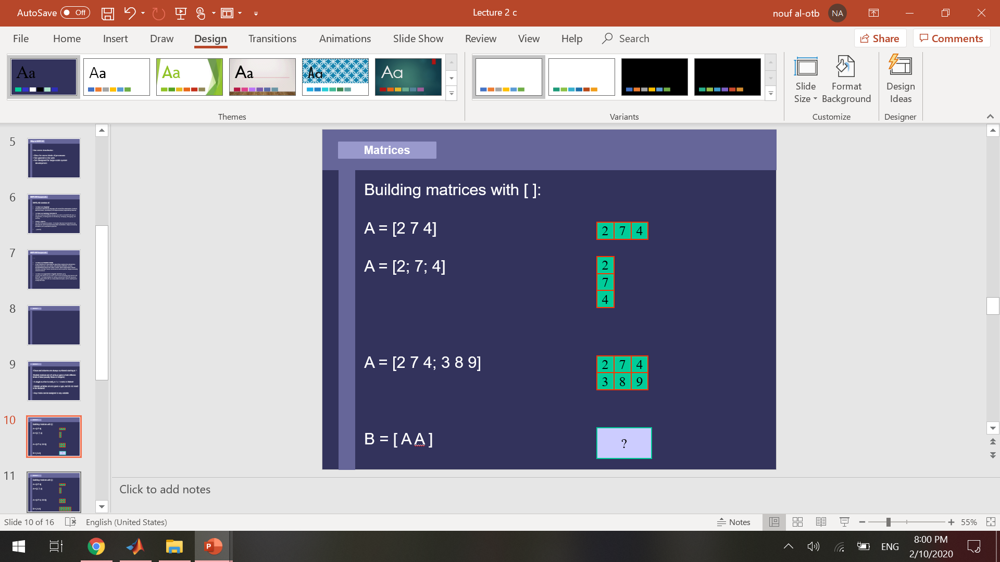 AutoSave Off
Lecture 2 c
nouf al-otb NA
File Home Insert Draw Design Transitions Animations Slide Show Review View Help Search Share Comments
Aa Aa Aa Aa Aa Aa
Slide Size
Format Background
Design Ideas
Themes Variants Customize Designer
5
6
7
8
9
10
11
Matrices
Building matrices with [ ]:
A = [2 7 4]
2 7 4
A = [2; 7; 4]
2
7
4
A = [2 7 4; 3 8 9]
2 7 4
3 8 9
B = [ A A ]
?
Click to add notes
Slide 10 of 16 English (United States) Notes 55%
ENG
8:00 PM
2/10/2020